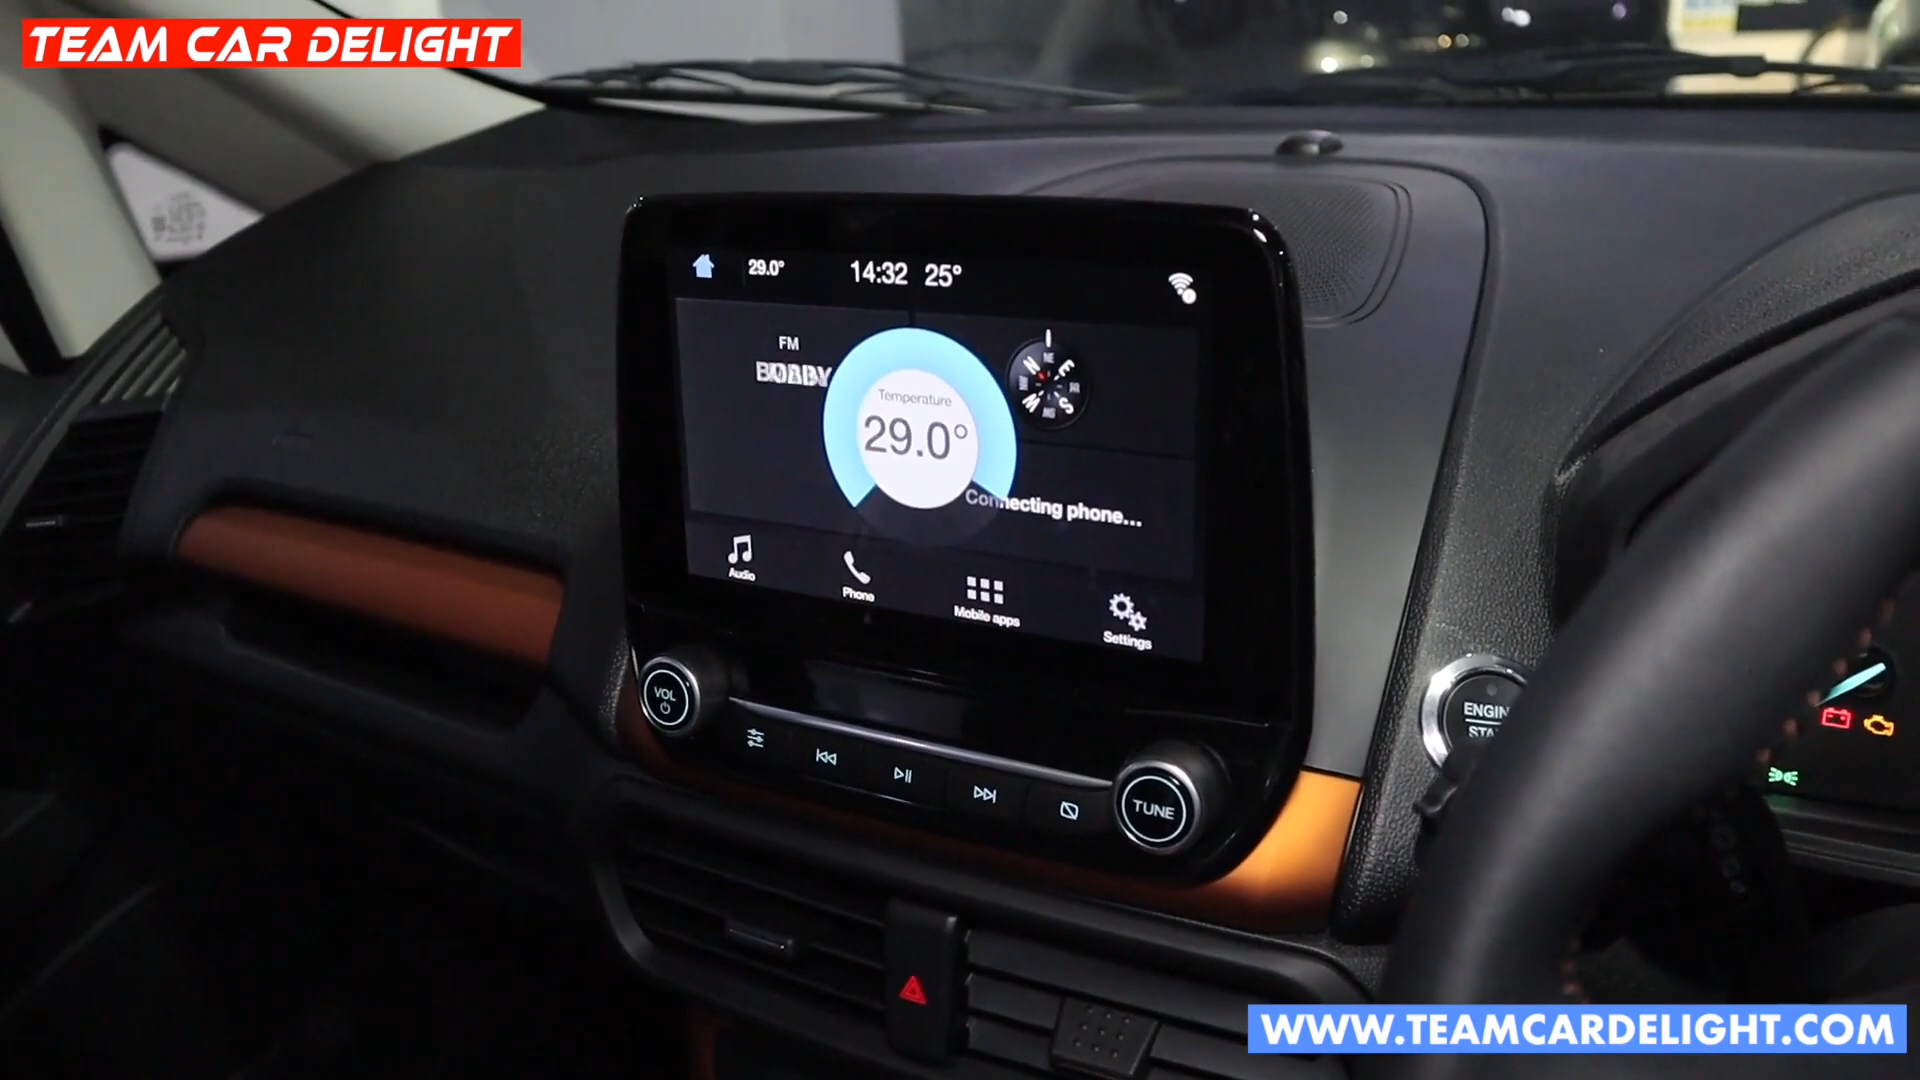 TEAM CAR DELIGHT
29.0° 14:32 25°
FM
Temperature
29.0°
NE
N E
W S
Connecting phone...
Audio
Phone
Mobile apps
Settings
VOL
TUNE
WWW.TEAMCARDELIGHT.COM